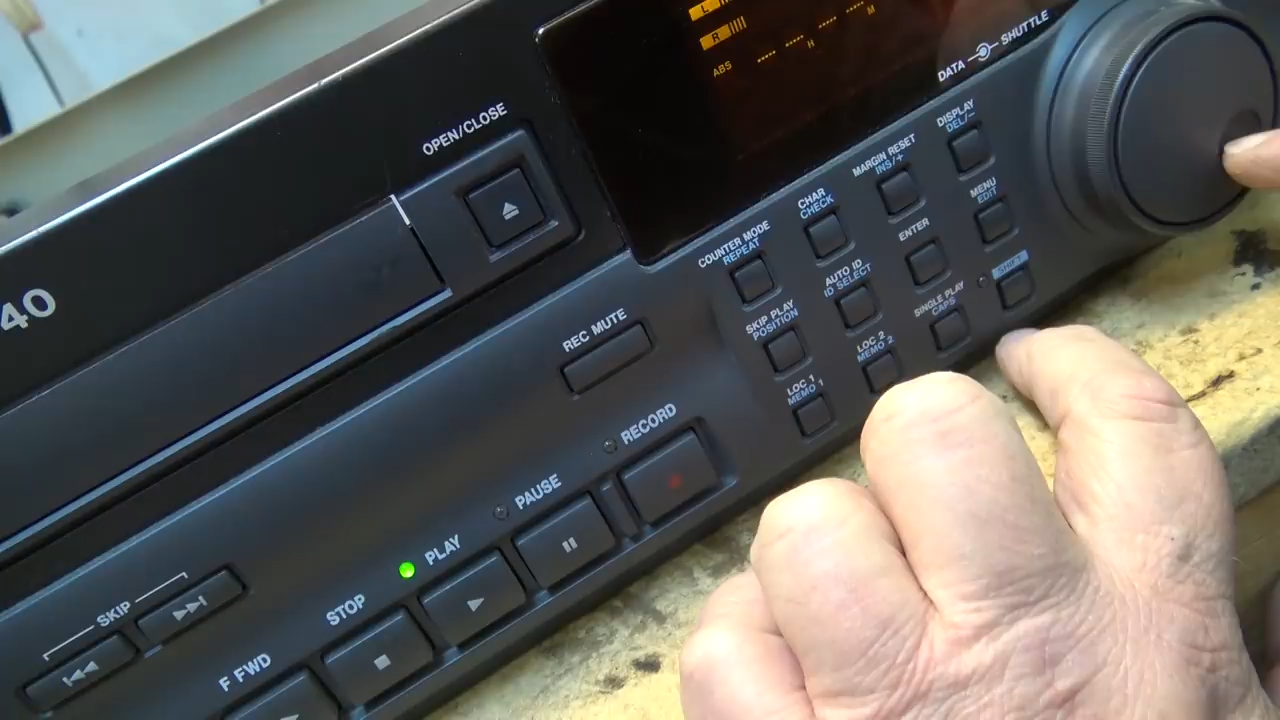 L
R
ABS
H
M
DATA
SHUTTLE
40
OPEN/CLOSE
DISPLAY
DEL/-
MARGIN RESET
INS/+
CHAR
CHECK
COUNTER MODE
REPEAT
MENU
EDIT
ENTER
AUTO ID
ID SELECT
SKIP PLAY
POSITION
SHIFT
SINGLE PLAY
CAPS
LOC 2
MEMO 2
LOC 1
MEMO 1
REC MUTE
RECORD
PAUSE
PLAY
STOP
F FWD
SKIP